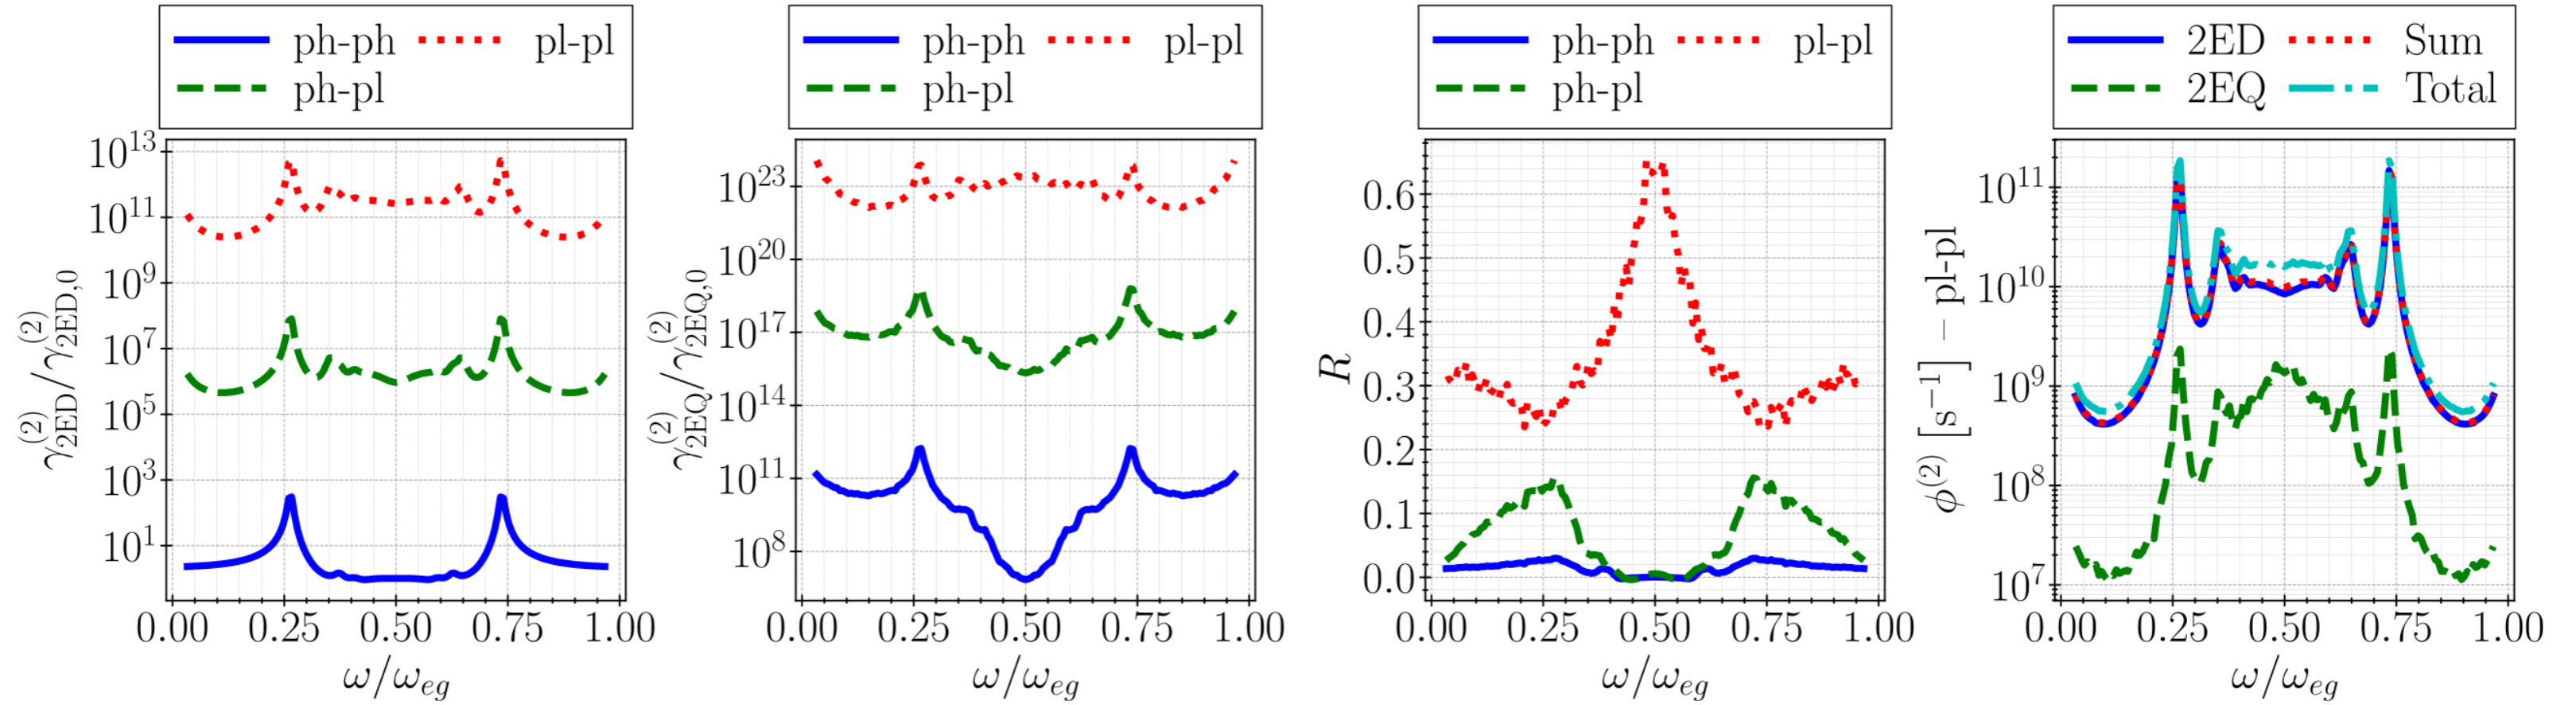 ph-ph pl-pl
ph-pl
10^13
10^11
10^9
10^7
10^5
10^3
10^1
γ^(2)_2ED/γ^(2)_2ED,0
0.00 0.25 0.50 0.75 1.00
ω/ω_eg
ph-ph pl-pl
ph-pl
10^23
10^20
10^17
10^14
10^11
10^8
γ^(2)_2EQ/γ^(2)_2EQ,0
0.00 0.25 0.50 0.75 1.00
ω/ω_eg
ph-ph pl-pl
ph-pl
0.6
0.5
0.4
0.3
0.2
0.1
0.0
R
0.00 0.25 0.50 0.75 1.00
ω/ω_eg
2ED Sum
2EQ Total
10^11
10^10
10^9
10^8
10^7
ϕ^(2) [s^−1] − pl-pl
0.00 0.25 0.50 0.75 1.00
ω/ω_eg